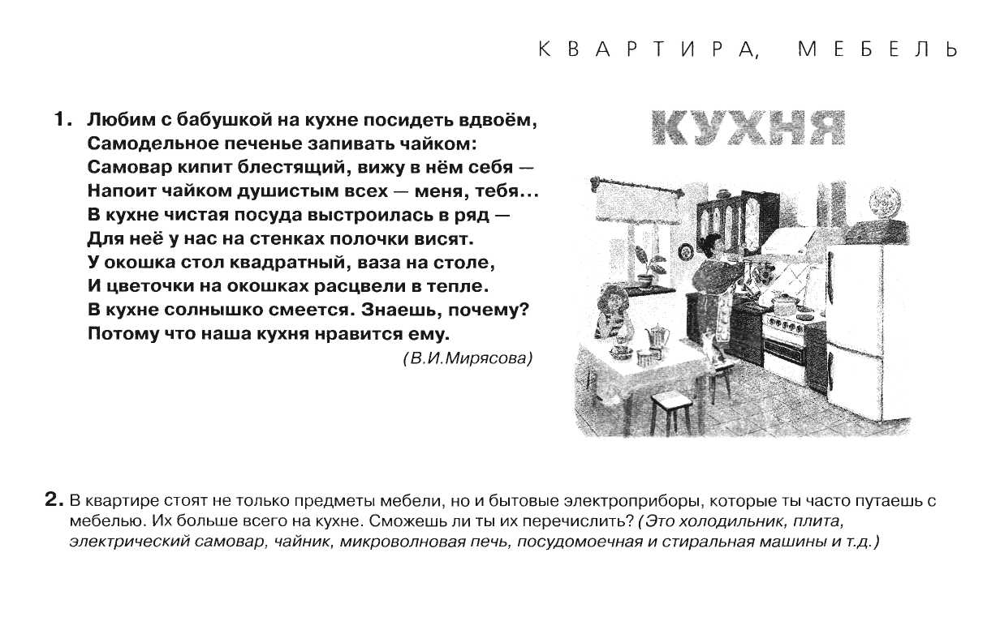 КВАРТИРА, МЕБЕЛЬ
1. Любим с бабушкой на кухне посидеть вдвоём,
Самодельное печенье запивать чайком:
Самовар кипит блестящий, вижу в нём себя —
Напоит чайком душистым всех — меня, тебя...
В кухне чистая посуда выстроилась в ряд —
Для неё у нас на стенках полочки висят.
У окошка стол квадратный, ваза на столе,
И цветочки на окошках расцвели в тепле.
В кухне солнышко смеется. Знаешь, почему?
Потому что наша кухня нравится ему.
(В.И.Мирясова)
КУХНЯ
2. В квартире стоят не только предметы мебели, но и бытовые электроприборы, которые ты часто путаешь с
мебелью. Их больше всего на кухне. Сможешь ли ты их перечислить? (Это холодильник, плита,
электрический самовар, чайник, микроволновая печь, посудомоечная и стиральная машины и т.д.)